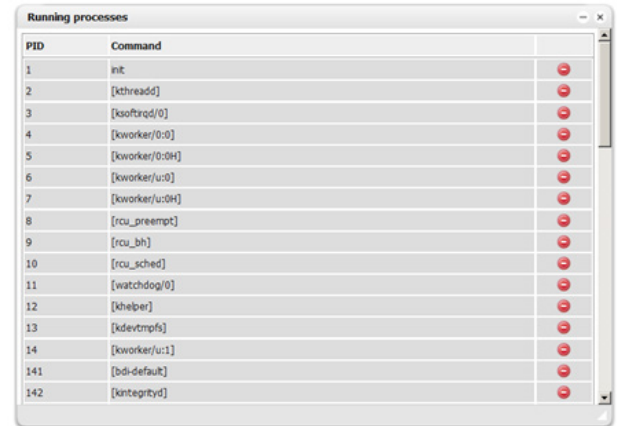 Running processes
PID Command
1 init
2 [kthreadd]
3 [ksoftirqd/0]
4 [kworker/0:0]
5 [kworker/0:0H]
6 [kworker/u:0]
7 [kworker/u:0H]
8 [rcu_preempt]
9 [rcu_bh]
10 [rcu_sched]
11 [watchdog/0]
12 [khelper]
13 [kdevtmpfs]
14 [kworker/u:1]
141 [bdi-default]
142 [kintegrityd]